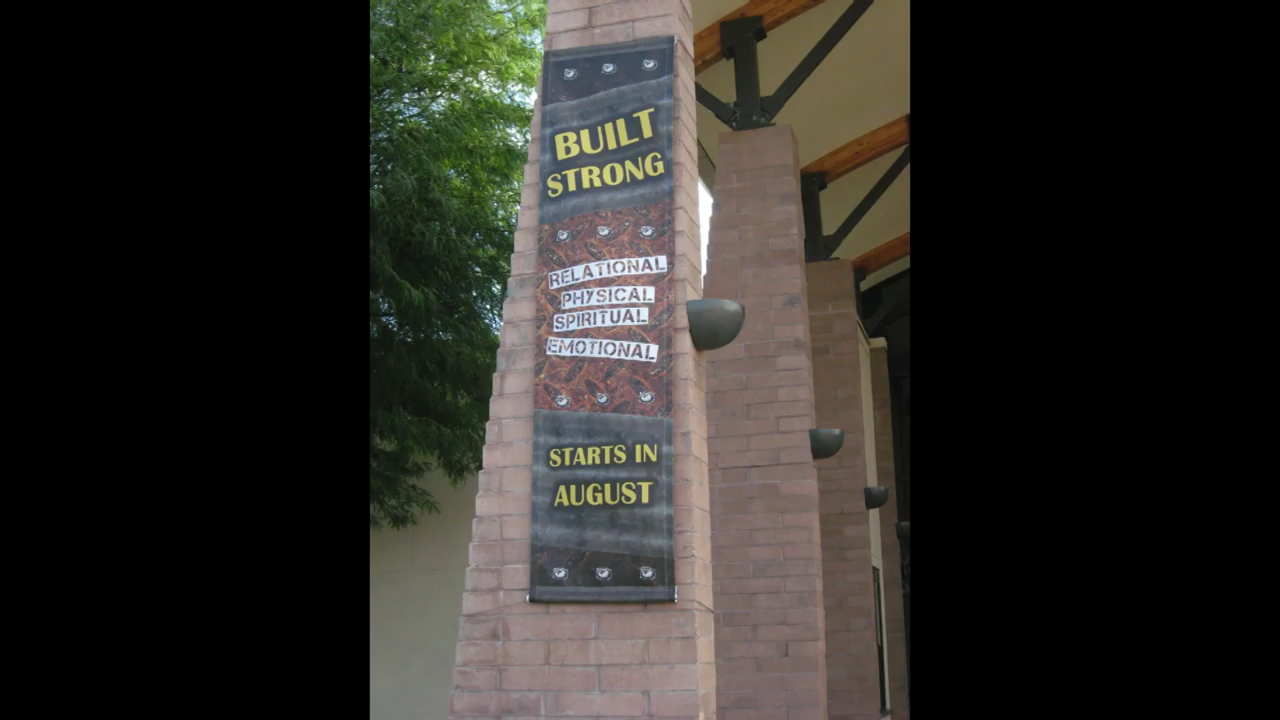 BUILT
STRONG
RELATIONAL
PHYSICAL
SPIRITUAL
EMOTIONAL
STARTS IN
AUGUST